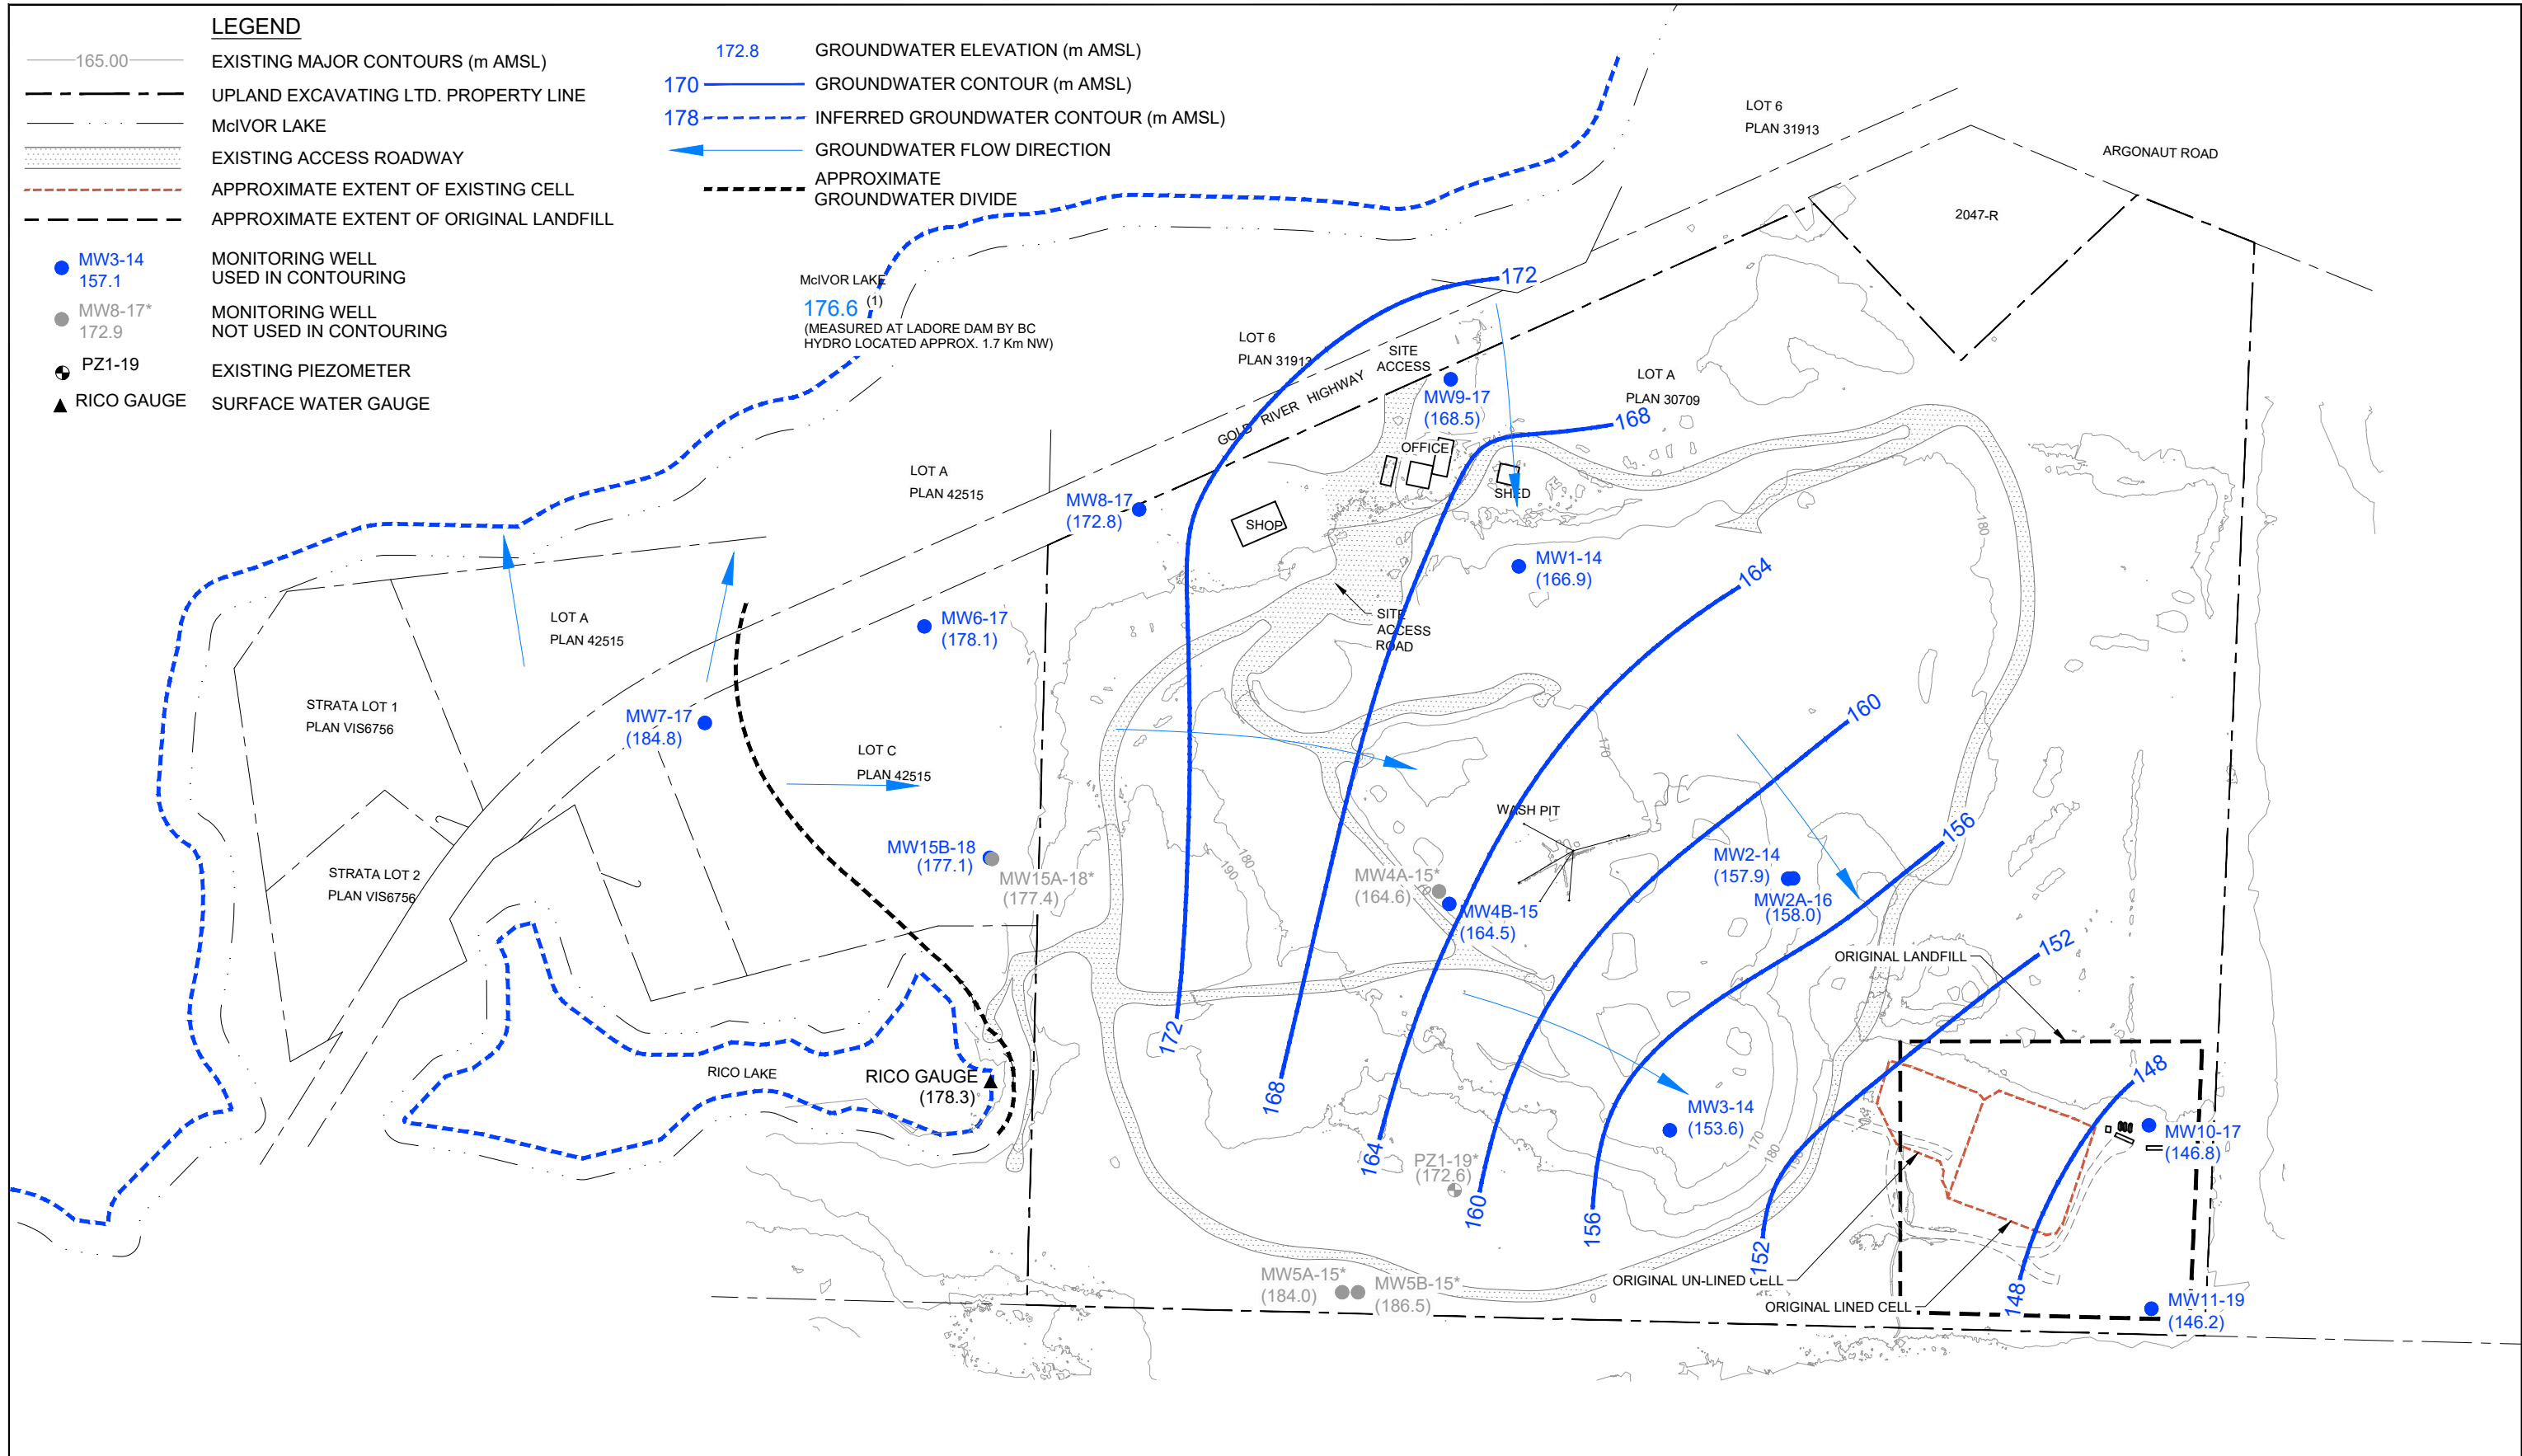 LEGEND
165.00
EXISTING MAJOR CONTOURS (m AMSL)
UPLAND EXCAVATING LTD. PROPERTY LINE
McIVOR LAKE
EXISTING ACCESS ROADWAY
APPROXIMATE EXTENT OF EXISTING CELL
APPROXIMATE EXTENT OF ORIGINAL LANDFILL
MW3-14
157.1
MONITORING WELL
USED IN CONTOURING
MW8-17*
172.9
MONITORING WELL
NOT USED IN CONTOURING
PZ1-19
EXISTING PIEZOMETER
RICO GAUGE
SURFACE WATER GAUGE
172.8
GROUNDWATER ELEVATION (m AMSL)
170
GROUNDWATER CONTOUR (m AMSL)
178
INFERRED GROUNDWATER CONTOUR (m AMSL)
GROUNDWATER FLOW DIRECTION
APPROXIMATE
GROUNDWATER DIVIDE
LOT 6
PLAN 31913
ARGONAUT ROAD
2047-R
McIVOR LAKE
176.6 (1)
(MEASURED AT LADORE DAM BY BC
HYDRO LOCATED APPROX. 1.7 Km NW)
172
LOT 6
PLAN 31913
SITE
ACCESS
GOLD RIVER HIGHWAY
MW9-17
(168.5)
LOT A
PLAN 30709
168
OFFICE
SHED
SHOP
LOT A
PLAN 42515
MW8-17
(172.8)
180
MW1-14
(166.9)
164
SITE
ACCESS
ROAD
LOT A
PLAN 42515
MW6-17
(178.1)
STRATA LOT 1
PLAN VIS6756
MW7-17
(184.8)
LOT C
PLAN 42515
160
170
WASH PIT
156
MW15B-18
(177.1)
MW15A-18*
(177.4)
180
190
MW4A-15*
(164.6)
MW4B-15
(164.5)
MW2-14
(157.9)
MW2A-16
(158.0)
STRATA LOT 2
PLAN VIS6756
152
ORIGINAL LANDFILL
172
RICO LAKE
RICO GAUGE
(178.3)
168
148
MW3-14
(153.6)
170
180
190
MW10-17
(146.8)
164
PZ1-19*
(172.6)
160
156
152
MW5A-15*
(184.0)
MW5B-15*
(186.5)
ORIGINAL UN-LINED CELL
ORIGINAL LINED CELL
148
MW11-19
(146.2)